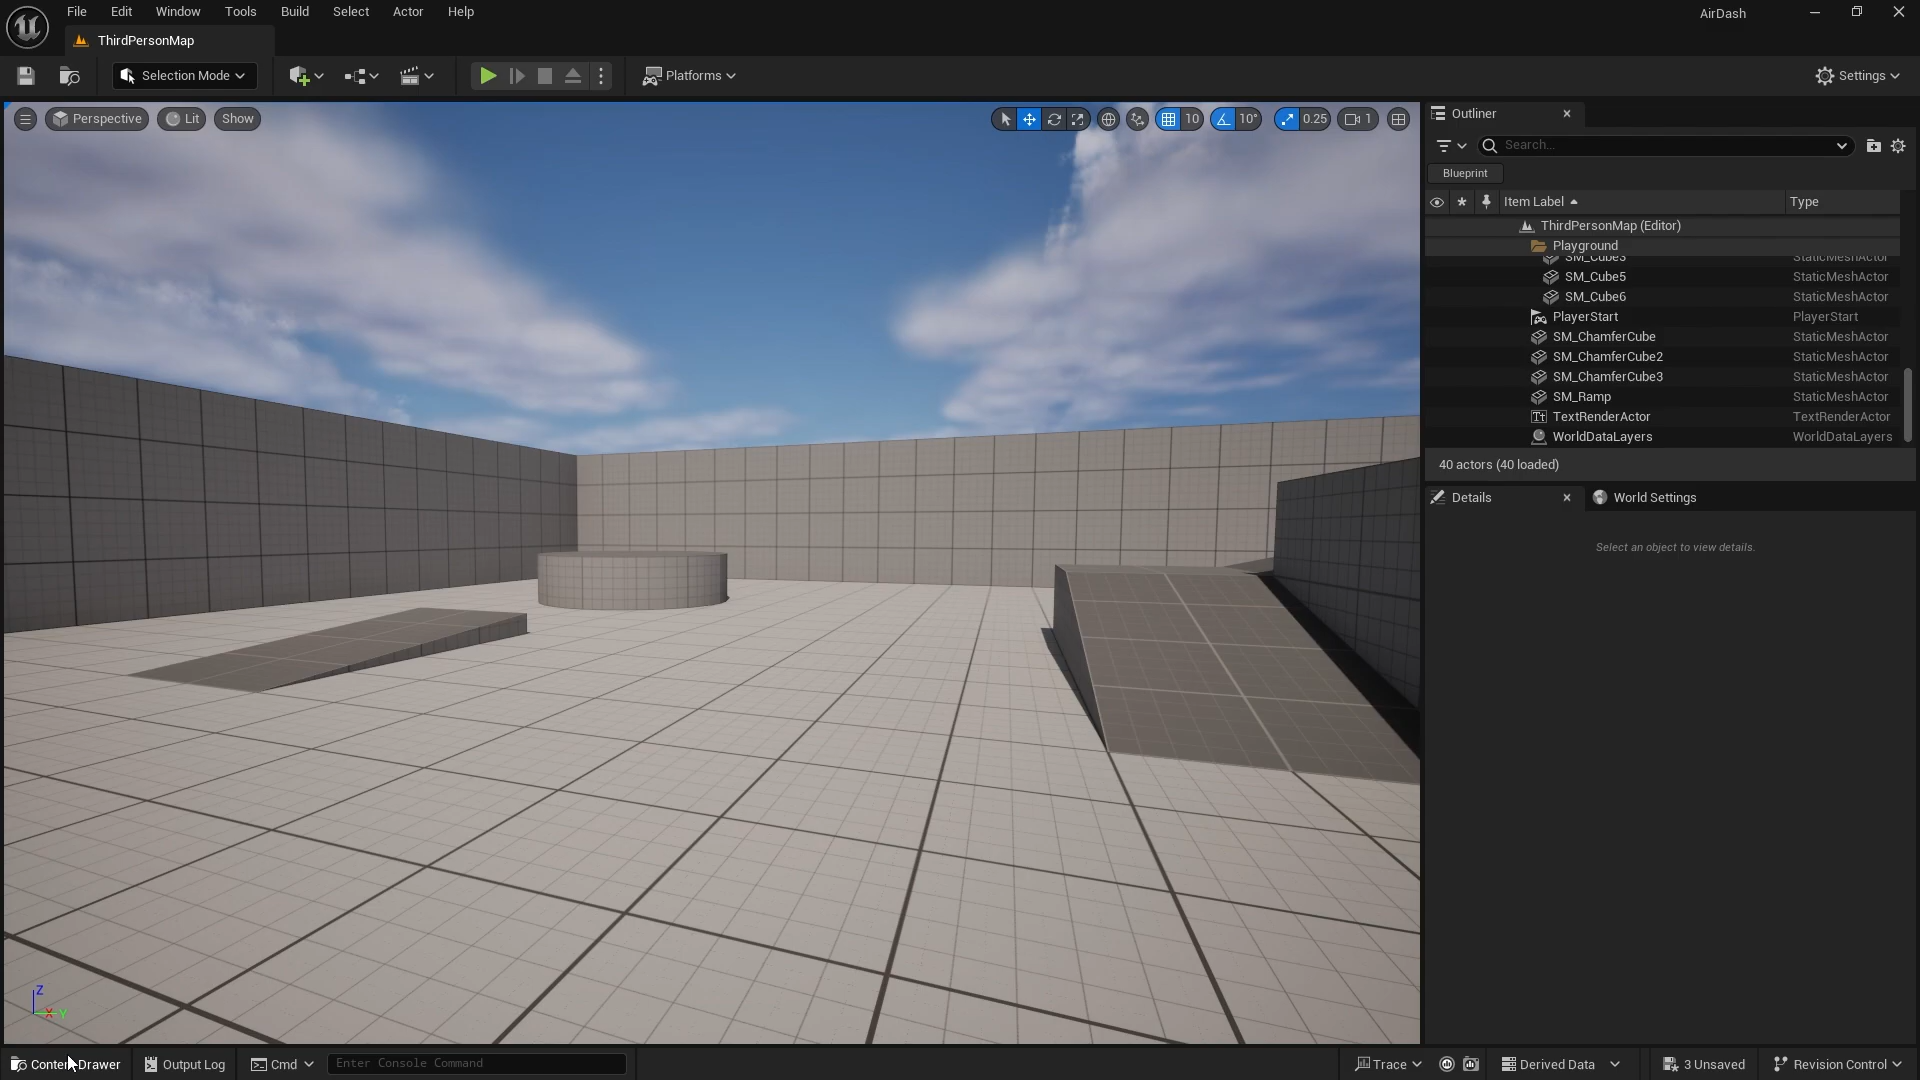 File Edit Window Tools Build Select Actor Help
AirDash
ThirdPersonMap
Selection Mode
Platforms
Settings
Perspective Lit Show
10 10° 0.25 1
Outliner
Search...
Blueprint
Item Label Type
ThirdPersonMap (Editor)
Playground
SM_Cube3 StaticMeshActor
SM_Cube5 StaticMeshActor
SM_Cube6 StaticMeshActor
PlayerStart PlayerStart
SM_ChamferCube StaticMeshActor
SM_ChamferCube2 StaticMeshActor
SM_ChamferCube3 StaticMeshActor
SM_Ramp StaticMeshActor
TextRenderActor TextRenderActor
WorldDataLayers WorldDataLayers
40 actors (40 loaded)
Details World Settings
Select an object to view details.
Z
X Y
Content Drawer Output Log Cmd Enter Console Command Trace Derived Data 3 Unsaved Revision Control